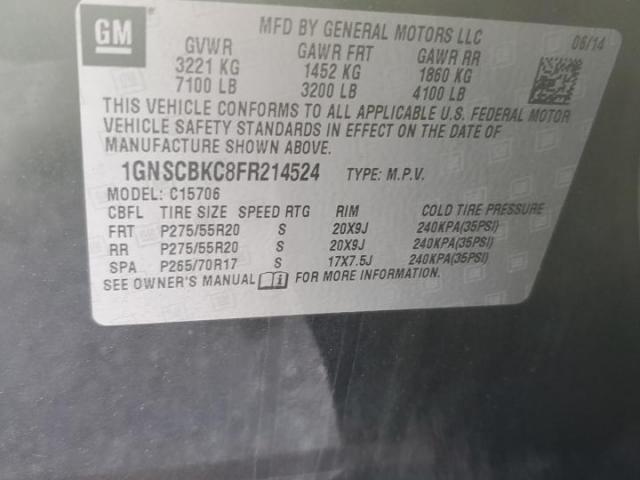 GM
MFD BY GENERAL MOTORS LLC
06/14
GVWR GAWR FRT GAWR RR
3221 KG 1452 KG 1860 KG
7100 LB 3200 LB 4100 LB
THIS VEHICLE CONFORMS TO ALL APPLICABLE U.S. FEDERAL MOTOR
VEHICLE SAFETY STANDARDS IN EFFECT ON THE DATE OF
MANUFACTURE SHOWN ABOVE.
1GNSCBKC8FR214524 TYPE: M.P.V.
MODEL: C15706
CBFL TIRE SIZE SPEED RTG RIM COLD TIRE PRESSURE
FRT P275/55R20 S 20X9J 240KPA(35PSI)
RR P275/55R20 S 20X9J 240KPA(35PSI)
SPA P265/70R17 S 17X7.5J 240KPA(35PSI)
SEE OWNER'S MANUAL FOR MORE INFORMATION.